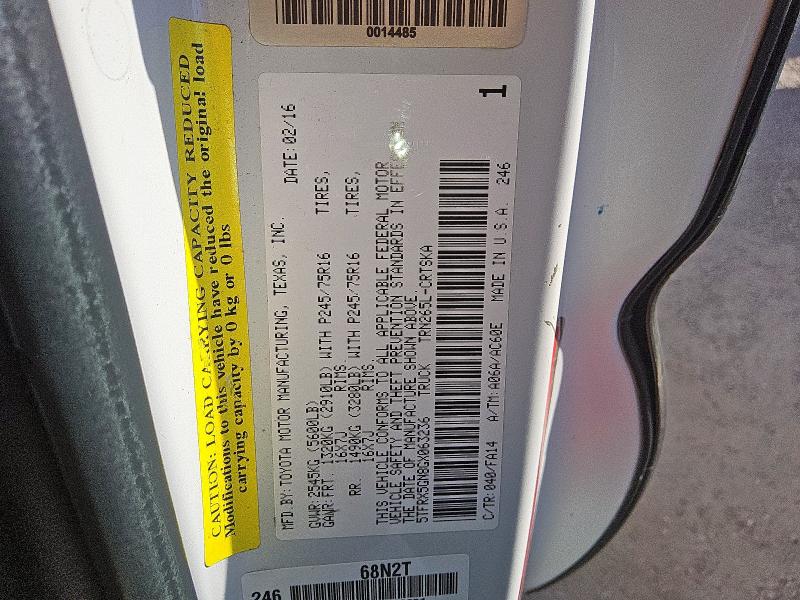 0014485
CAUTION: LOAD CARRYING CAPACITY REDUCED
Modifications to this vehicle have reduced the original load
carrying capacity by 0 kg or 0 lbs
MFD.BY: TOYOTA MOTOR MANUFACTURING, TEXAS, INC. DATE: 02/16
GVWR: 2545KG (5600LB)
GAWR: FRT. 1320KG (2910LB) WITH P245/75R16 TIRES,
16X7J RIMS
RR. 1490KG (3280LB) WITH P245/75R16 TIRES,
16X7J RIMS
THIS VEHICLE CONFORMS TO ALL APPLICABLE FEDERAL MOTOR
VEHICLE SAFETY AND THEFT PREVENTION STANDARDS IN EFFE
THE DATE OF MANUFACTURE SHOWN ABOVE.
5TFRX5GN8GX063236 TRUCK TRN265L-CRTSKA
C/TR: 040/FA14 A/TM: A06A/AC60E MADE IN U.S.A. 246
1
68N2T
246